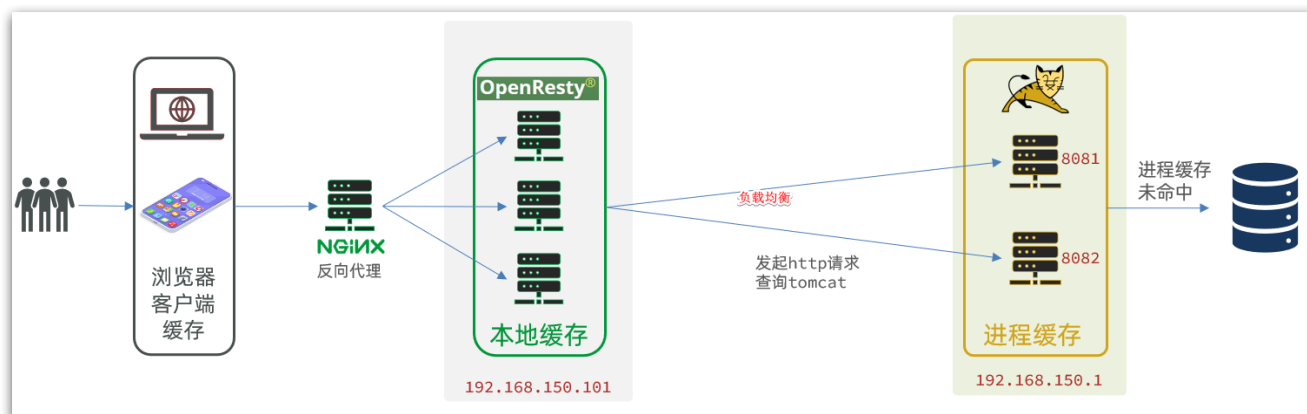 OpenResty®
8081
进程缓存
未命中
负载均衡
NGINX
反向代理
8082
发起http请求
查询tomcat
浏览器
客户端
缓存
本地缓存
进程缓存
192.168.150.101
192.168.150.1